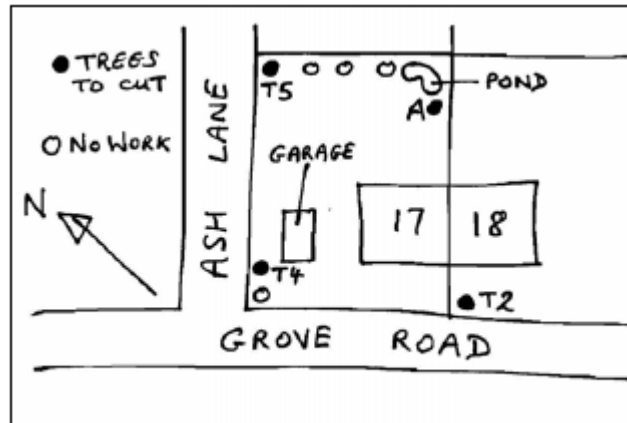 TREES
TO CUT
NO WORK
N
ASH LANE
T5
POND
A
GARAGE
17
18
T4
T2
GROVE ROAD